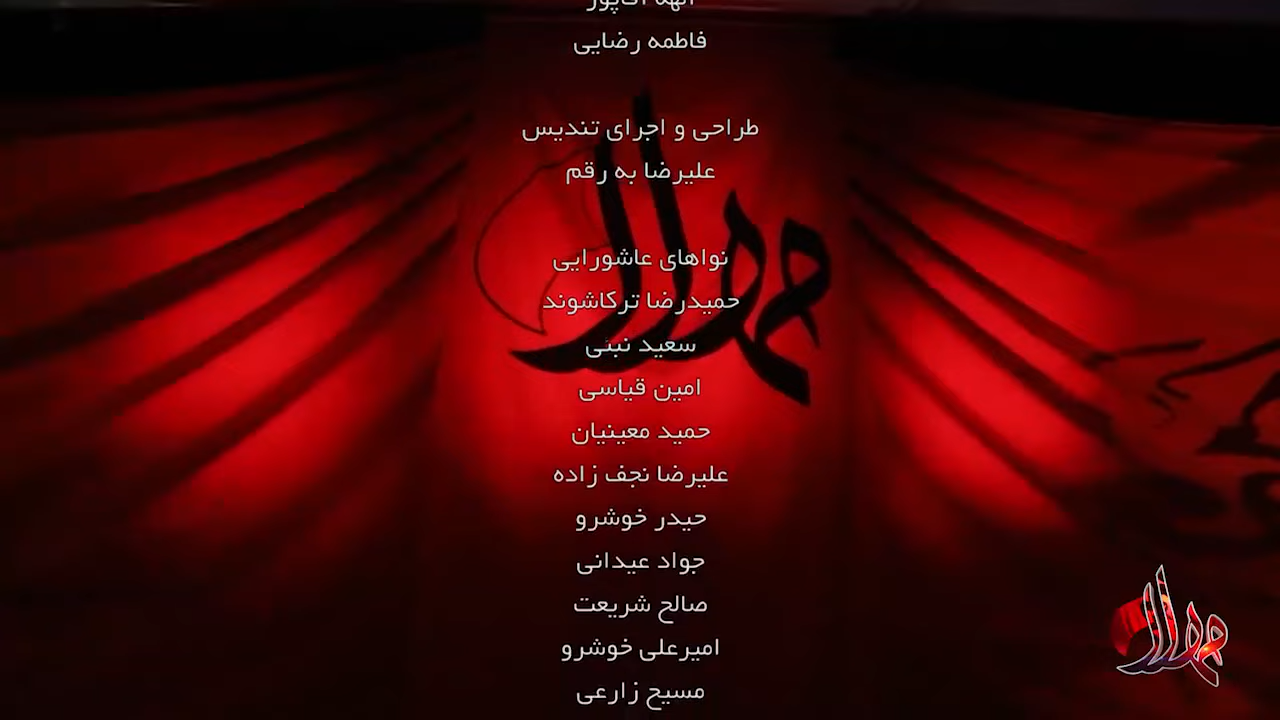 فاطمه رضایی
طراحی و اجرای تندیس
علیرضا به رقم
نواهای عاشورایی
حمیدرضا ترکاشوند
سعید نبئی
امین قیاسی
حمید معینیان
علیرضا نجف زاده
حیدر خوشرو
جواد عیدانی
صالح شریعت
امیرعلی خوشرو
مسیح زارعی